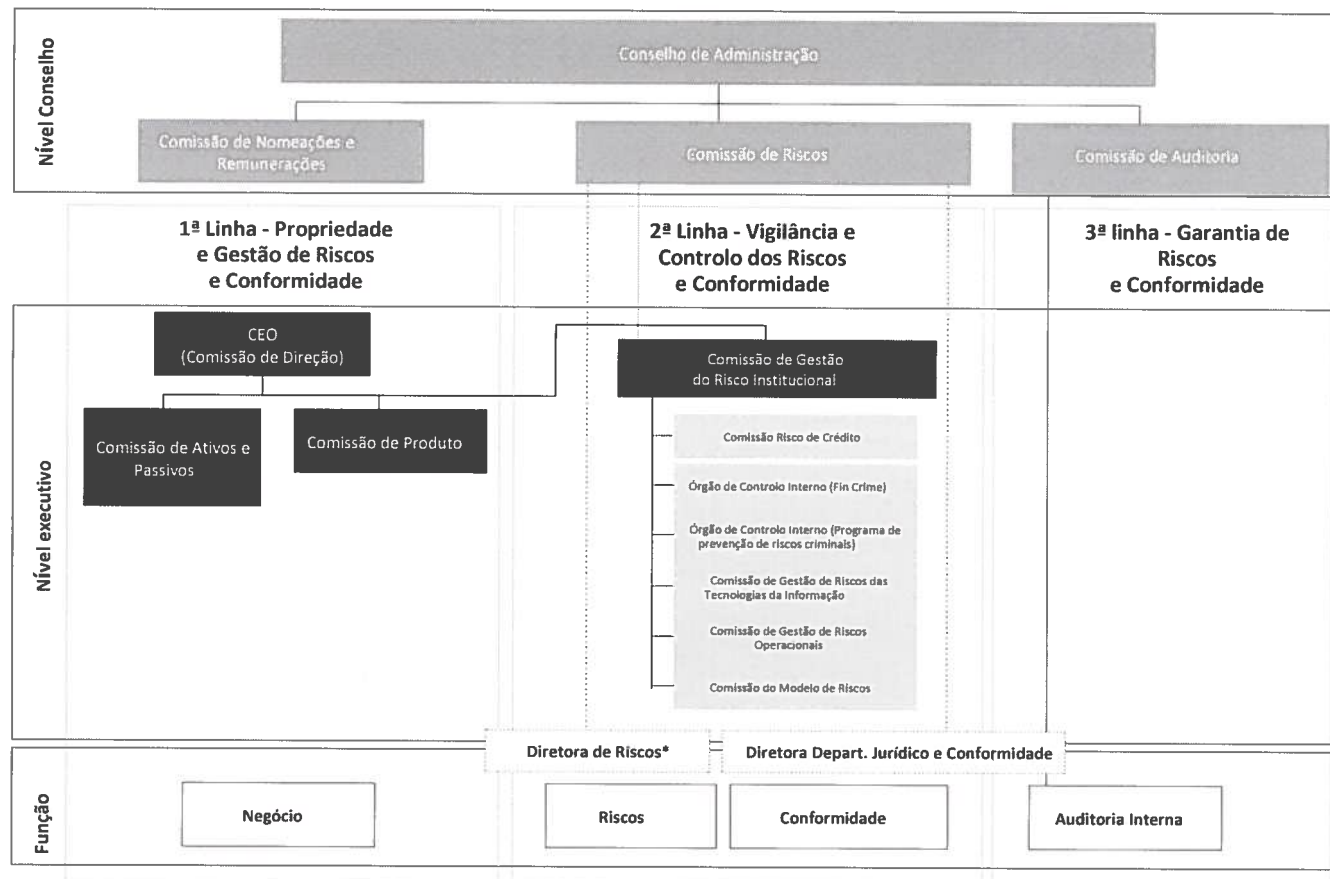 Nível Conselho
Conselho de Administração
Comissão de Nomeações e
Remunerações
Comissão de Riscos
Comissão de Auditoria
1ª Linha - Propriedade
e Gestão de Riscos
e Conformidade
2ª Linha - Vigilância e
Controlo dos Riscos
e Conformidade
3ª linha - Garantia de
Riscos
e Conformidade
Nível executivo
CEO
(Comissão de Direção)
Comissão de Ativos e
Passivos
Comissão de Produto
Comissão de Gestão
do Risco Institucional
Comissão Risco de Crédito
Órgão de Controlo Interno (Fin Crime)
Órgão de Controlo Interno (Programa de
prevenção de riscos criminais)
Comissão de Gestão de Riscos das
Tecnologias da Informação
Comissão de Gestão de Riscos
Operacionais
Comissão do Modelo de Riscos
Diretora de Riscos*
Diretora Depart. Jurídico e Conformidade
Função
Negócio
Riscos
Conformidade
Auditoria Interna